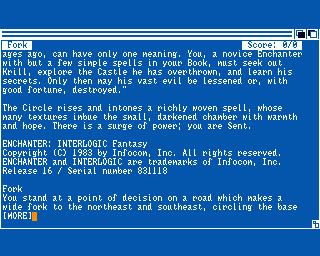 Fork Score: 0/0
ages ago, can have only one meaning. You, a novice Enchanter
with but a few simple spells in your Book, must seek out
Krill, explore the Castle he has overthrown, and learn his
secrets. Only then may his vast evil be lessened or, with
good fortune, destroyed."
The Circle rises and intones a richly woven spell, whose
many textures imbue the small, darkened chamber with warmth
and hope. There is a surge of power; you are Sent.
ENCHANTER: INTERLOGIC Fantasy
Copyright (C) 1983 by Infocom, Inc. All rights reserved.
ENCHANTER and INTERLOGIC are trademarks of Infocom, Inc.
Release 16 / Serial number 831118
Fork
You stand at a point of decision on a road which makes a
wide fork to the northeast and southeast, circling the base
[MORE]